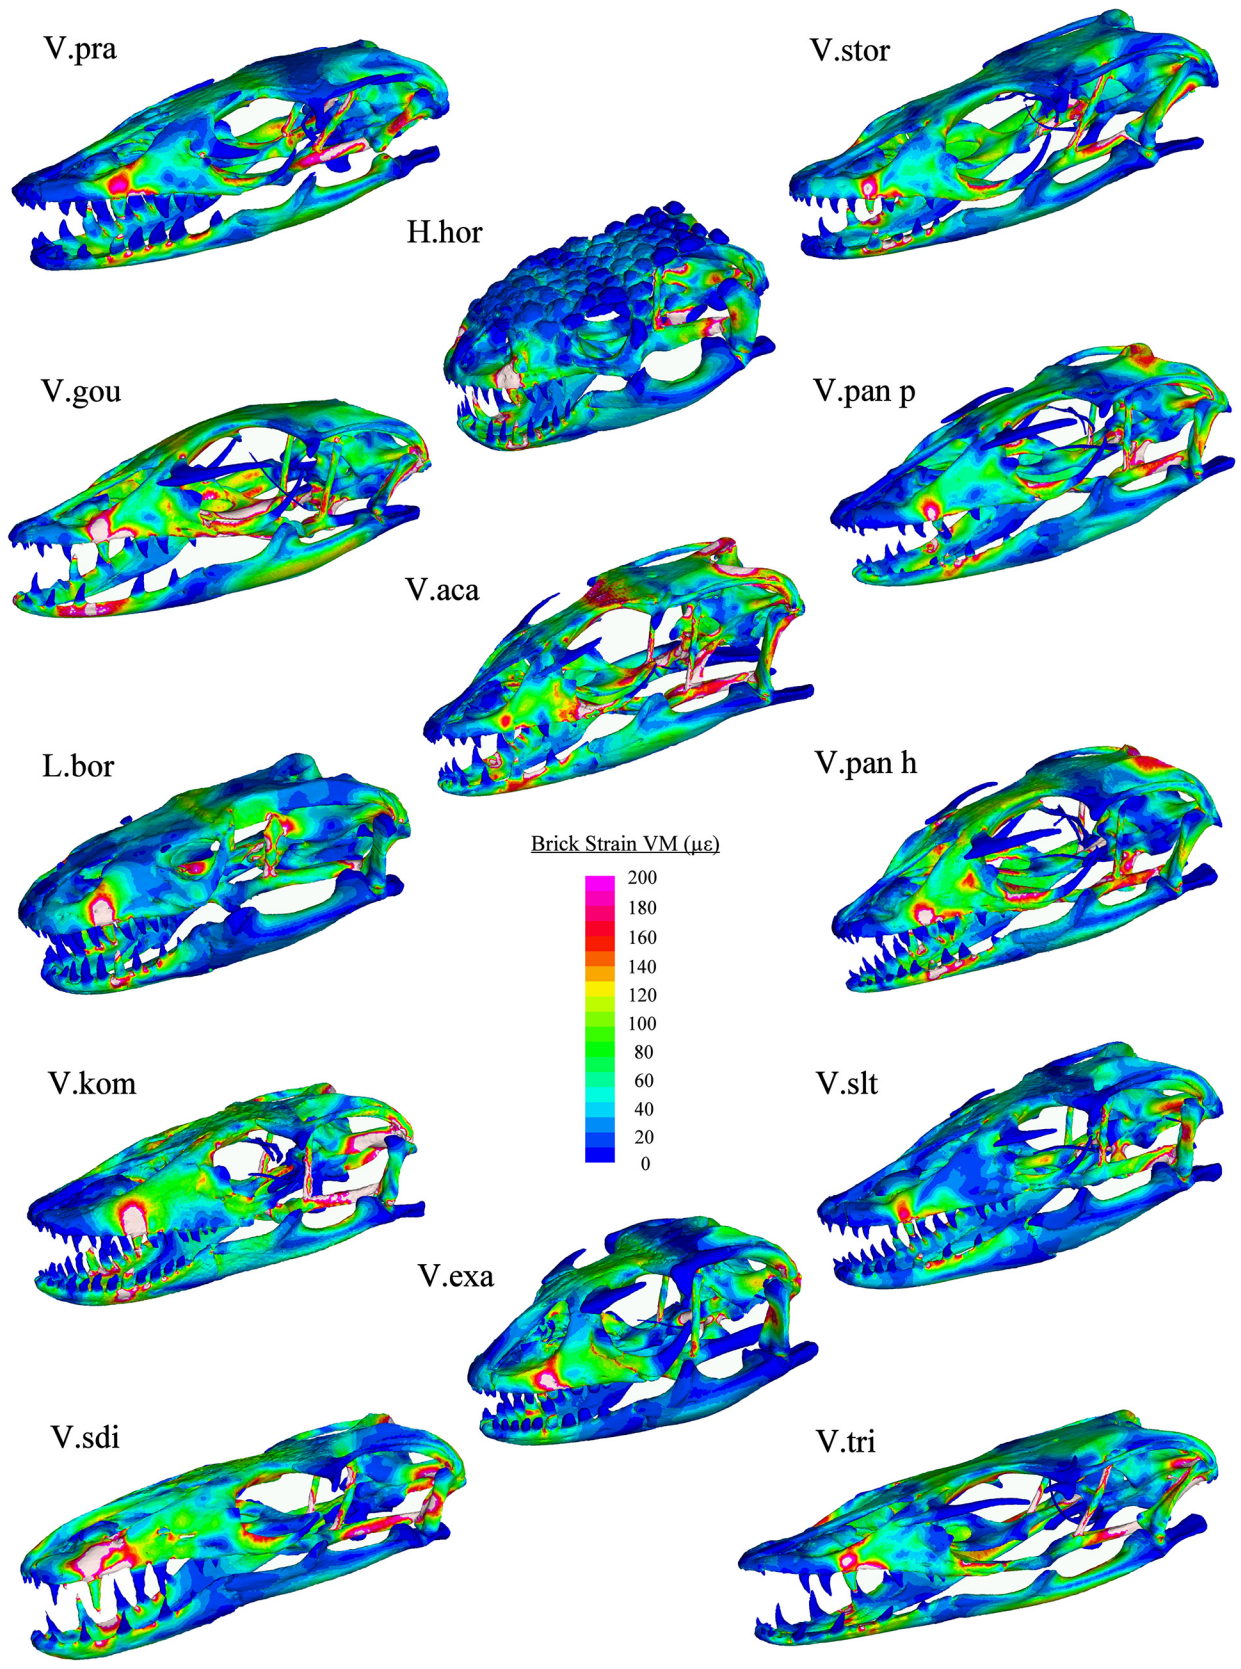 V.pra
V.stor
H.hor
V.gou
V.pan p
V.aca
L.bor
V.pan h
Brick Strain VM (με)
200
180
160
140
120
100
80
60
40
20
0
V.kom
V.slt
V.exa
V.sdi
V.tri